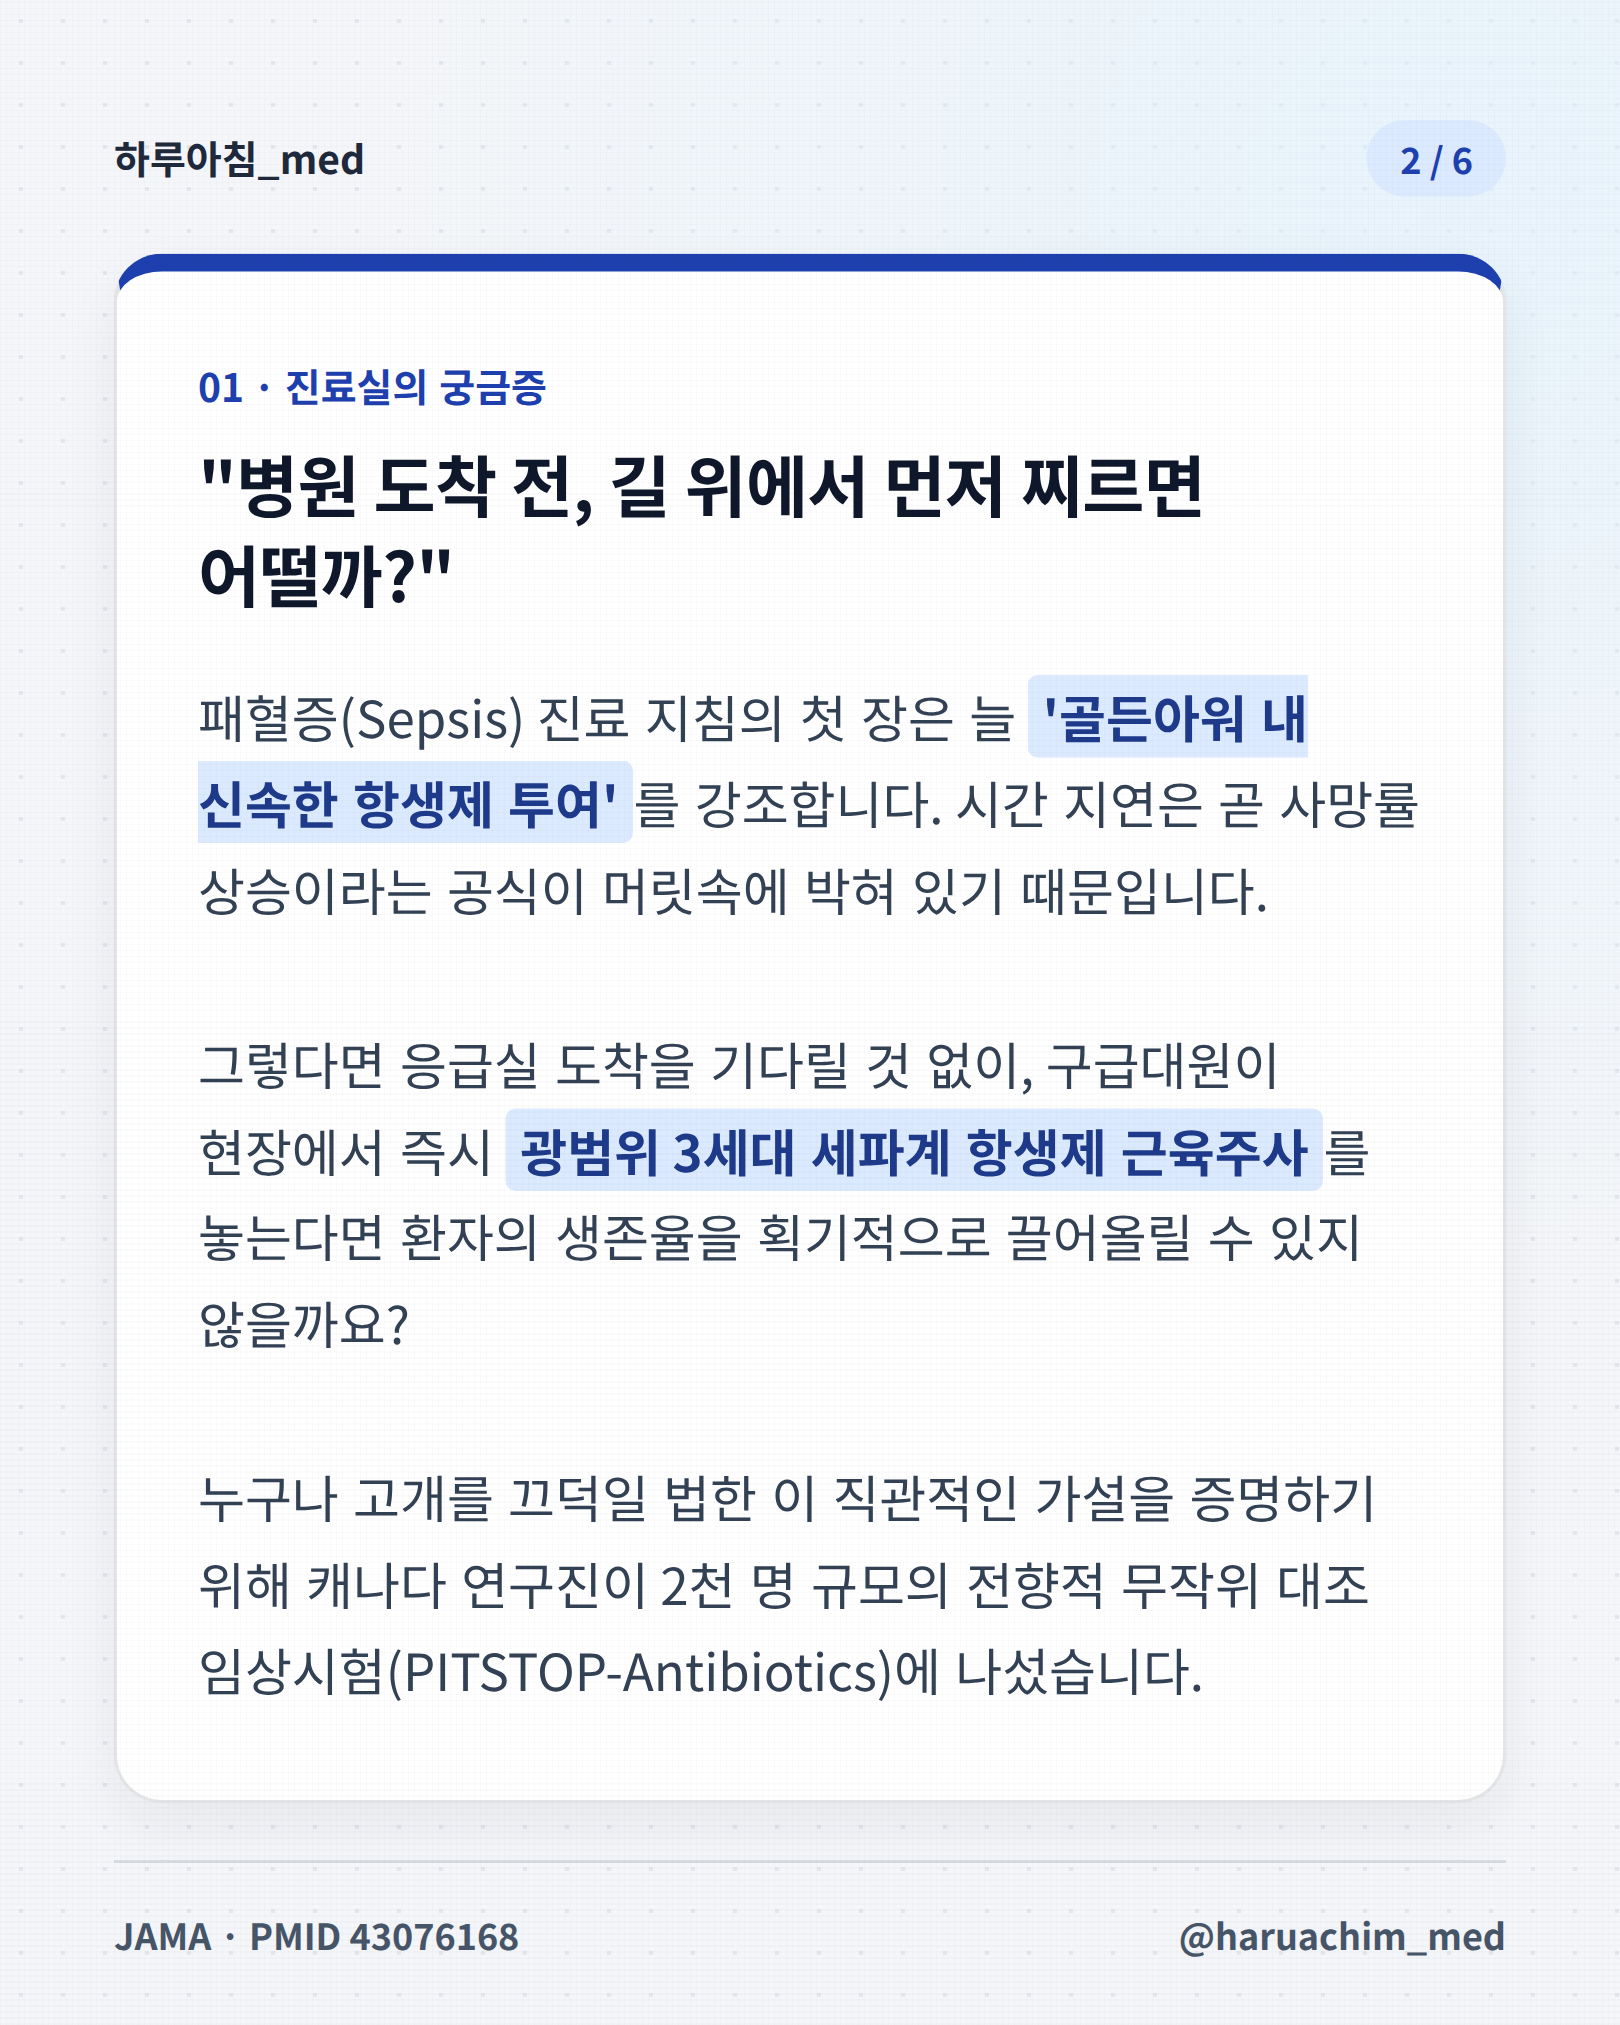 하루아침_med
2 / 6
01 · 진료실의 궁금증
"병원 도착 전, 길 위에서 먼저 찌르면
어떨까?"
패혈증(Sepsis) 진료 지침의 첫 장은 늘 '골든아워 내
신속한 항생제 투여'를 강조합니다. 시간 지연은 곧 사망률
상승이라는 공식이 머릿속에 박혀 있기 때문입니다.
그렇다면 응급실 도착을 기다릴 것 없이, 구급대원이
현장에서 즉시 광범위 3세대 세파계 항생제 근육주사를
놓는다면 환자의 생존율을 획기적으로 끌어올릴 수 있지
않을까요?
누구나 고개를 끄덕일 법한 이 직관적인 가설을 증명하기
위해 캐나다 연구진이 2천 명 규모의 전향적 무작위 대조
임상시험(PITSTOP-Antibiotics)에 나섰습니다.
JAMA · PMID 43076168
@haruachim_med